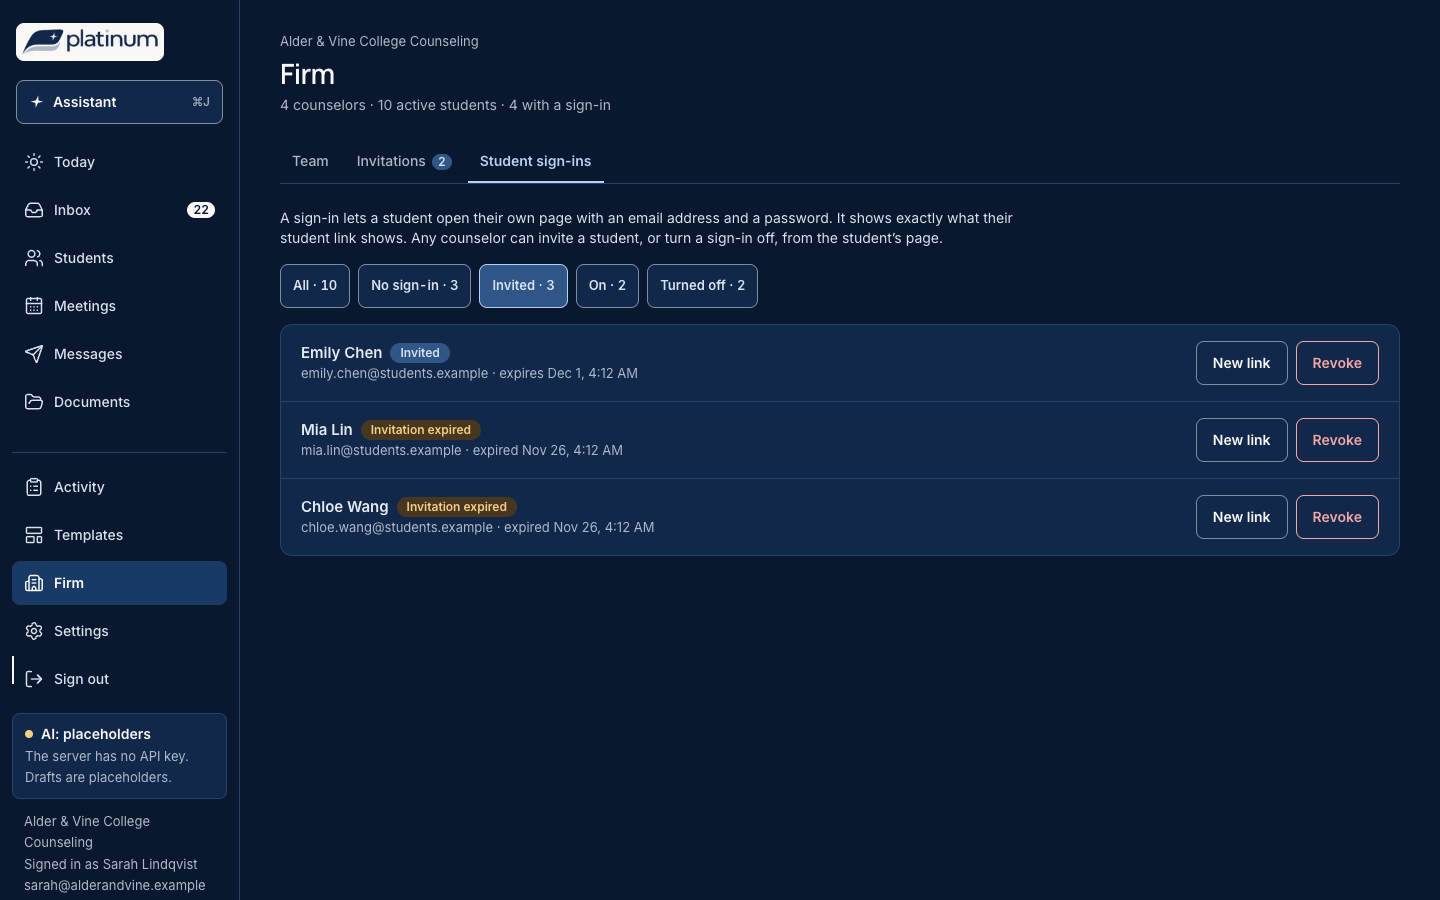 platinum
Assistant ⌘J
Today
Inbox 22
Students
Meetings
Messages
Documents
Activity
Templates
Firm
Settings
Sign out
AI: placeholders
The server has no API key.
Drafts are placeholders.
Alder & Vine College
Counseling
Signed in as Sarah Lindqvist
sarah@alderandvine.example
Alder & Vine College Counseling
Firm
4 counselors · 10 active students · 4 with a sign-in
Team Invitations 2 Student sign-ins
A sign-in lets a student open their own page with an email address and a password. It shows exactly what their
student link shows. Any counselor can invite a student, or turn a sign-in off, from the student’s page.
All · 10 No sign-in · 3 Invited · 3 On · 2 Turned off · 2
Emily Chen Invited
emily.chen@students.example · expires Dec 1, 4:12 AM
New link Revoke
Mia Lin Invitation expired
mia.lin@students.example · expired Nov 26, 4:12 AM
New link Revoke
Chloe Wang Invitation expired
chloe.wang@students.example · expired Nov 26, 4:12 AM
New link Revoke